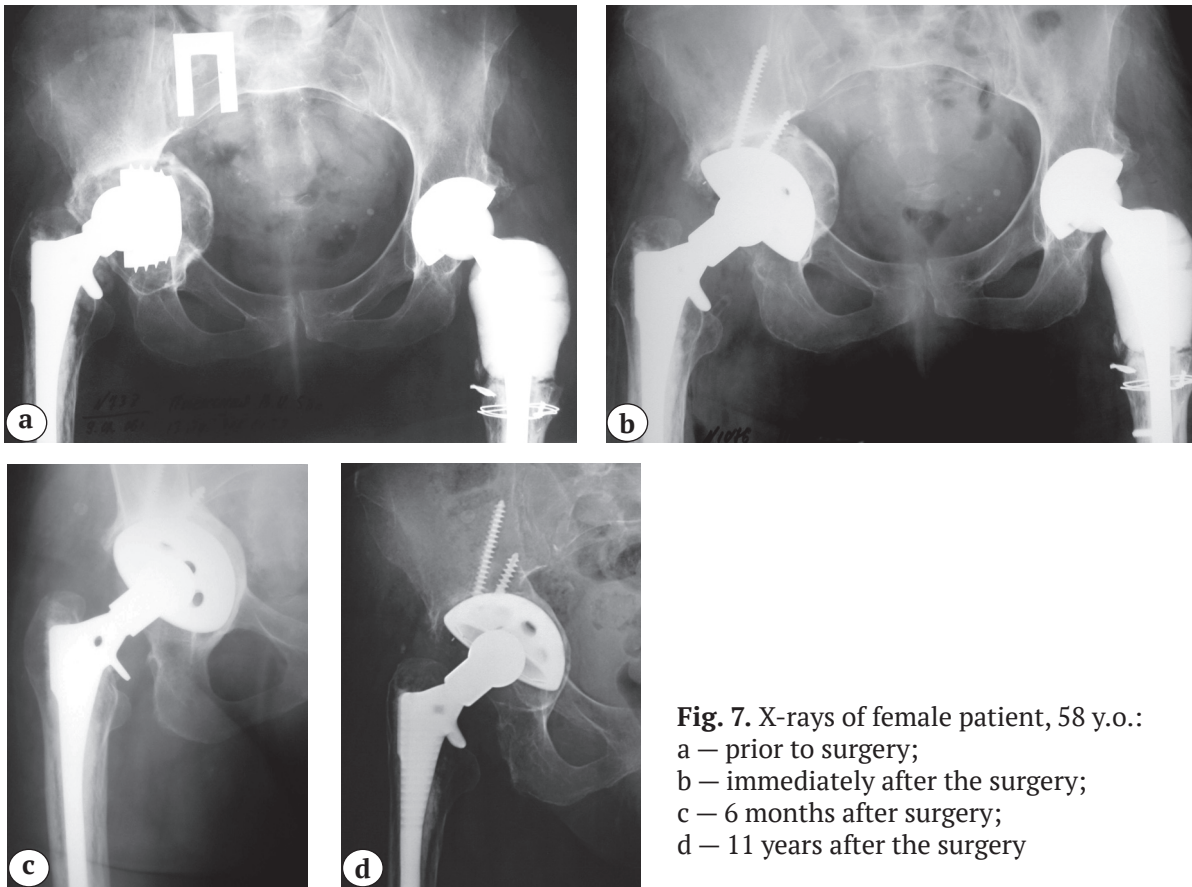 a
b
c
d
Fig. 7. X-rays of female patient, 58 y.o.:
a — prior to surgery;
b — immediately after the surgery;
c — 6 months after surgery;
d — 11 years after the surgery